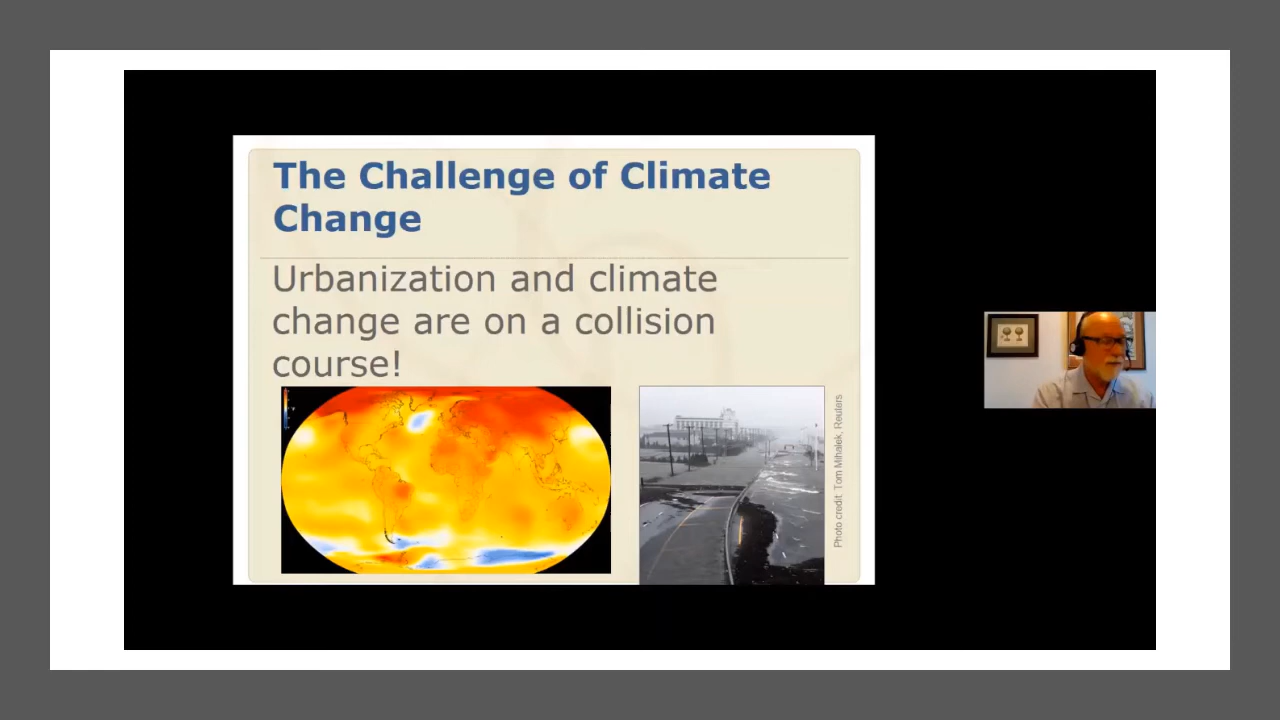 The Challenge of Climate
Change
Urbanization and climate
change are on a collision
course!
Photo credit: Tom Mihalek, Reuters